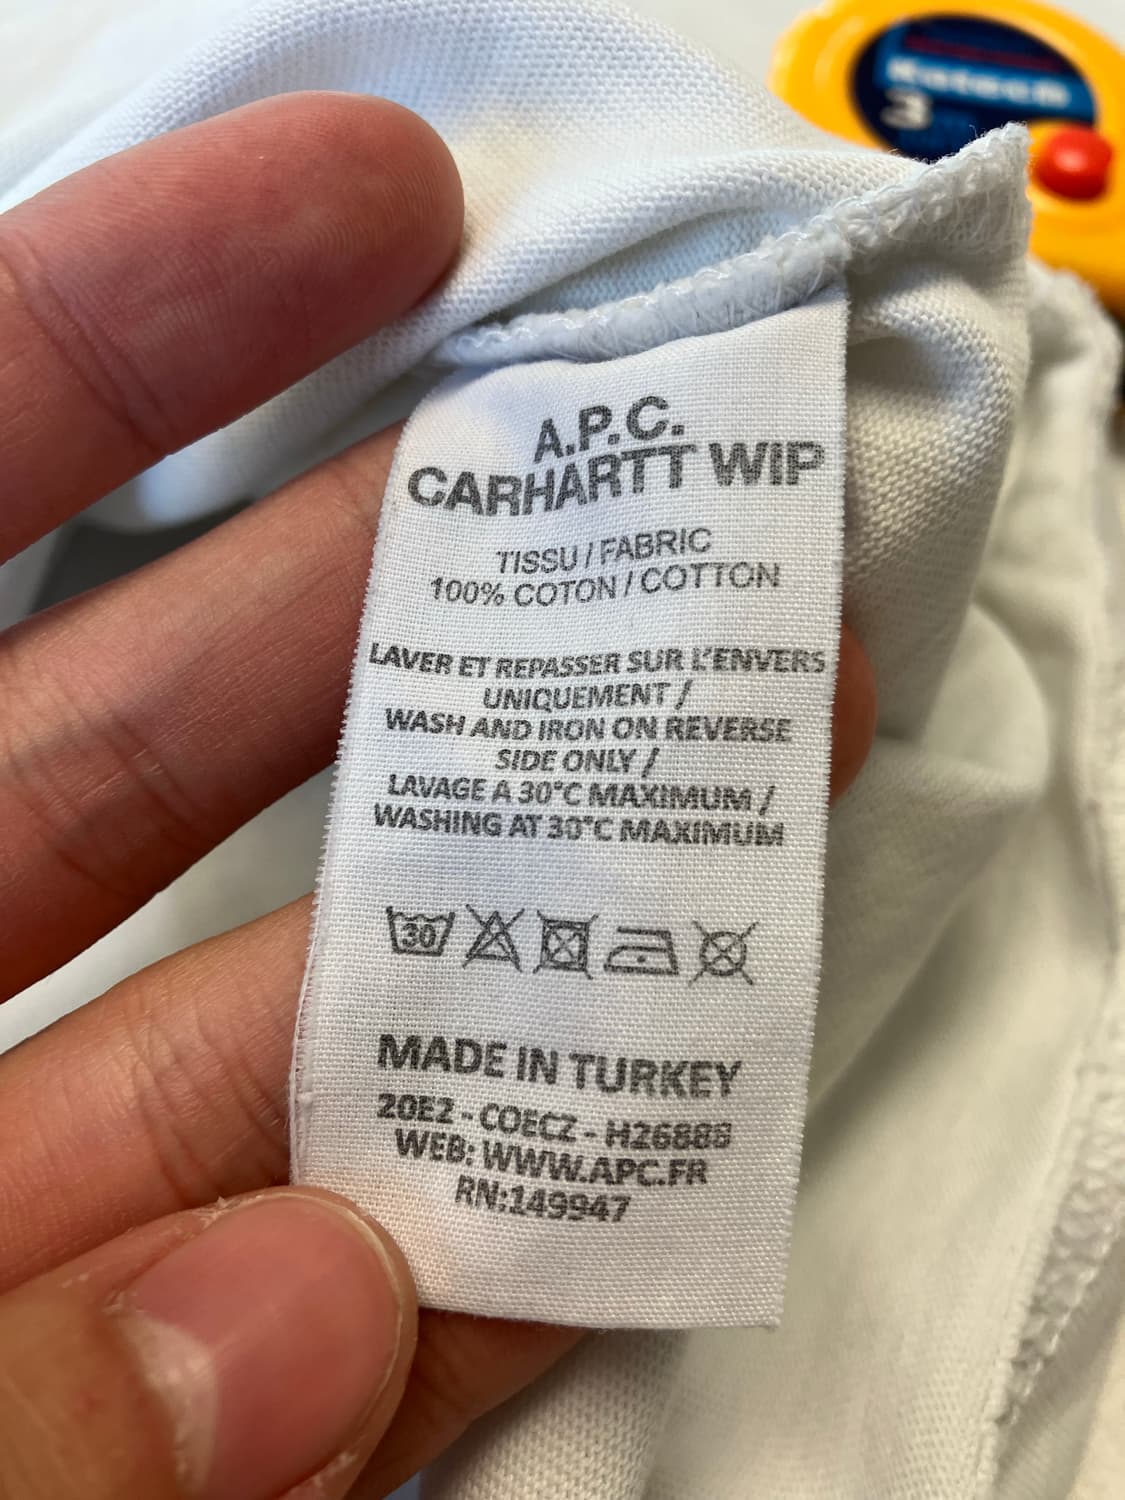 Katech
3
A.P.C.
CARHARTT WIP
TISSU / FABRIC
100% COTON / COTTON
LAVER ET REPASSER SUR L'ENVERS
UNIQUEMENT /
WASH AND IRON ON REVERSE
SIDE ONLY /
LAVAGE A 30°C MAXIMUM /
WASHING AT 30°C MAXIMUM
30
MADE IN TURKEY
20E2 - COECZ - H26888
WEB: WWW.APC.FR
RN:149947